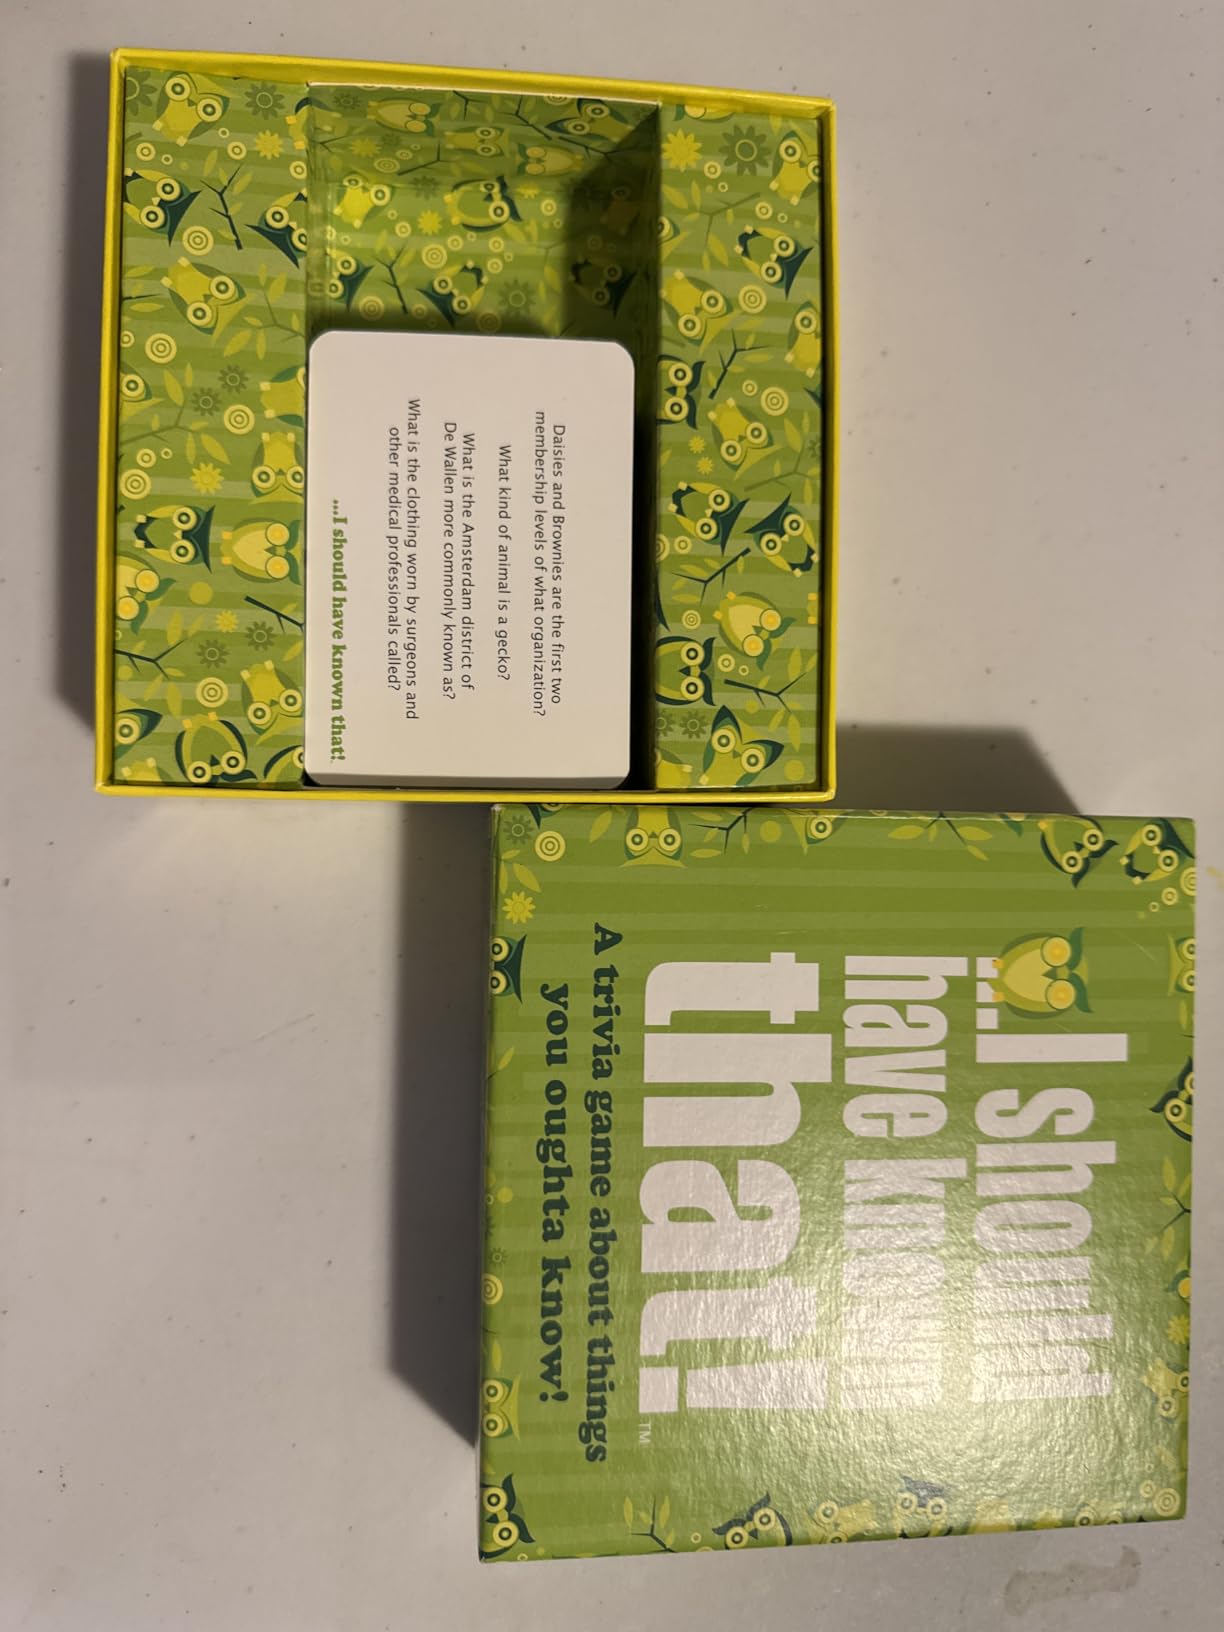 Daisies and Brownies are the first two
membership levels of what organization?
What kind of animal is a gecko?
What is the Amsterdam district of
De Wallen more commonly known as?
What is the clothing worn by surgeons and
other medical professionals called?
...I should have known that!
...I should
have known
that!™
A trivia game about things
you oughta know!